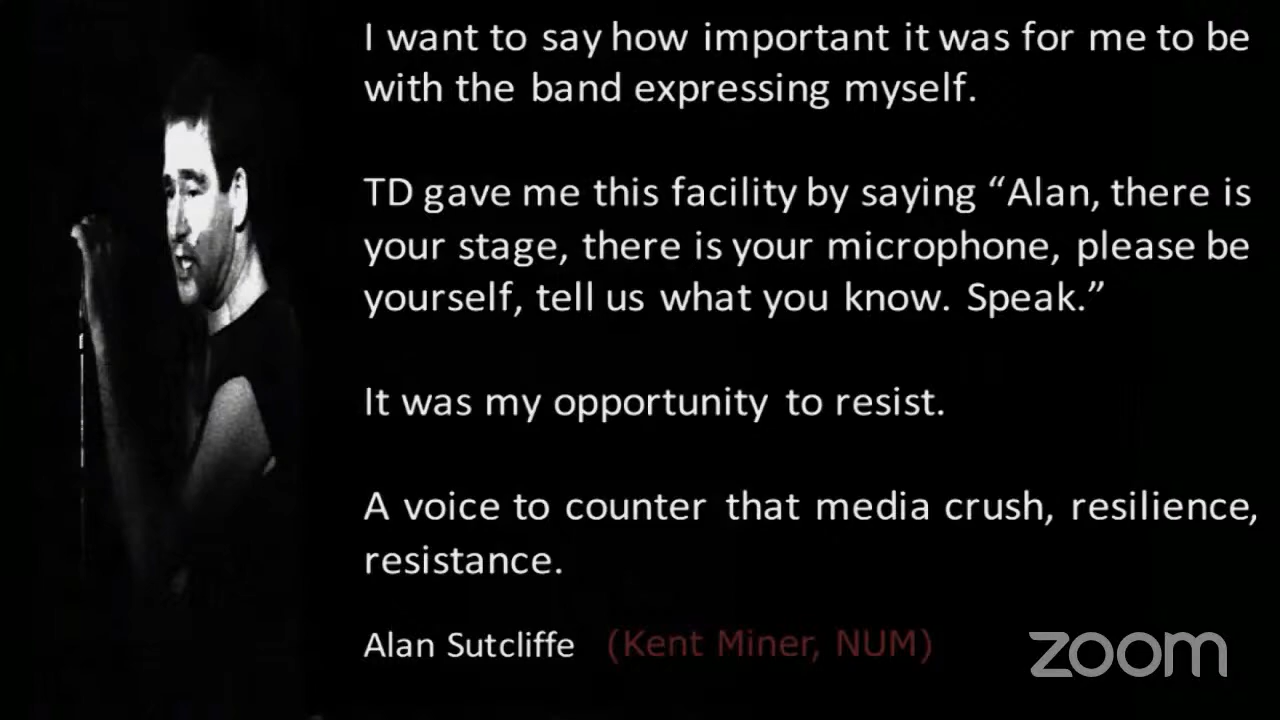 I want to say how important it was for me to be
with the band expressing myself.
TD gave me this facility by saying “Alan, there is
your stage, there is your microphone, please be
yourself, tell us what you know. Speak.”
It was my opportunity to resist.
A voice to counter that media crush, resilience,
resistance.
Alan Sutcliffe (Kent Miner, NUM)
zoom